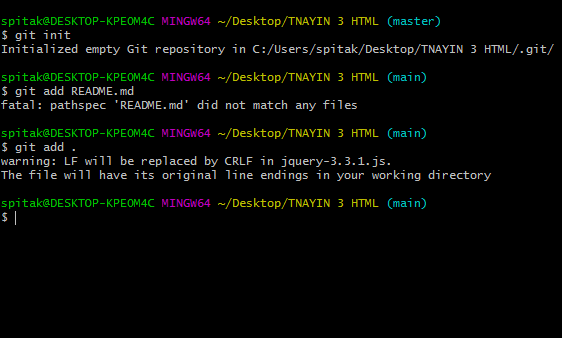 spitak@DESKTOP-KPEOM4C MINGW64 ~/Desktop/TNAYIN 3 HTML (master)
$ git init
Initialized empty Git repository in C:/Users/spitak/Desktop/TNAYIN 3 HTML/.git/
spitak@DESKTOP-KPEOM4C MINGW64 ~/Desktop/TNAYIN 3 HTML (main)
$ git add README.md
fatal: pathspec 'README.md' did not match any files
spitak@DESKTOP-KPEOM4C MINGW64 ~/Desktop/TNAYIN 3 HTML (main)
$ git add .
warning: LF will be replaced by CRLF in jquery-3.3.1.js.
The file will have its original line endings in your working directory
spitak@DESKTOP-KPEOM4C MINGW64 ~/Desktop/TNAYIN 3 HTML (main)
$